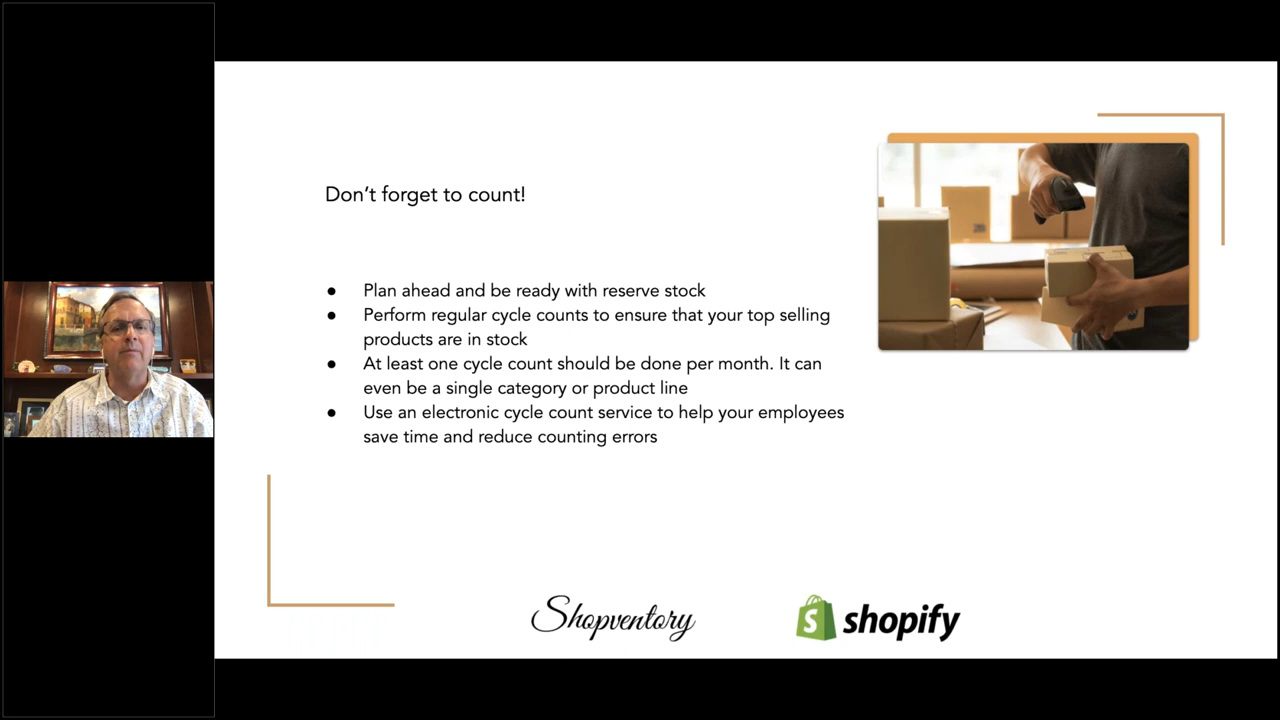 Don't forget to count!
● Plan ahead and be ready with reserve stock
● Perform regular cycle counts to ensure that your top selling
products are in stock
● At least one cycle count should be done per month. It can
even be a single category or product line
● Use an electronic cycle count service to help your employees
save time and reduce counting errors
Shopventory
shopify